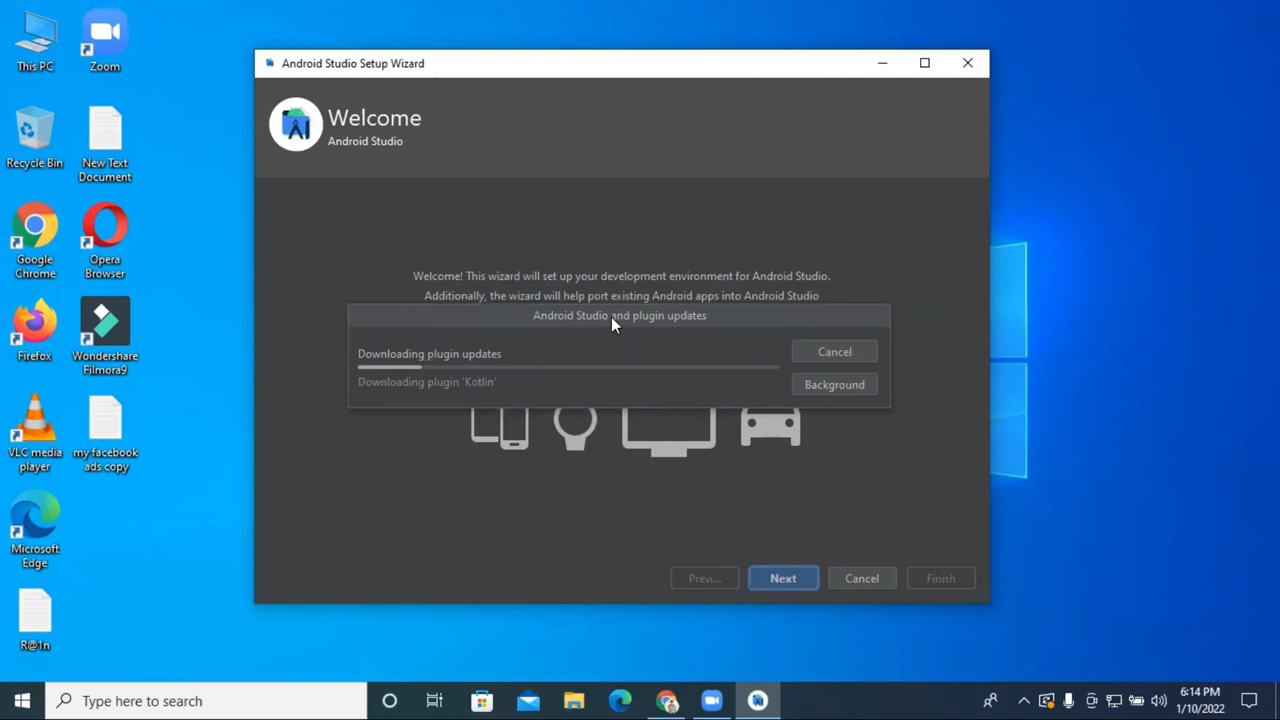 This PC
Zoom
Recycle Bin
New Text
Document
Google
Chrome
Opera
Browser
Firefox
Wondershare
Filmora9
VLC media
player
my facebook
ads copy
Microsoft
Edge
R@1n
Android Studio Setup Wizard
Welcome
Android Studio
Welcome! This wizard will set up your development environment for Android Studio.
Additionally, the wizard will help port existing Android apps into Android Studio
Android Studio and plugin updates
Downloading plugin updates
Cancel
Downloading plugin 'Kotlin'
Background
Previ...
Next
Cancel
Finish
Type here to search
6:14 PM
1/10/2022